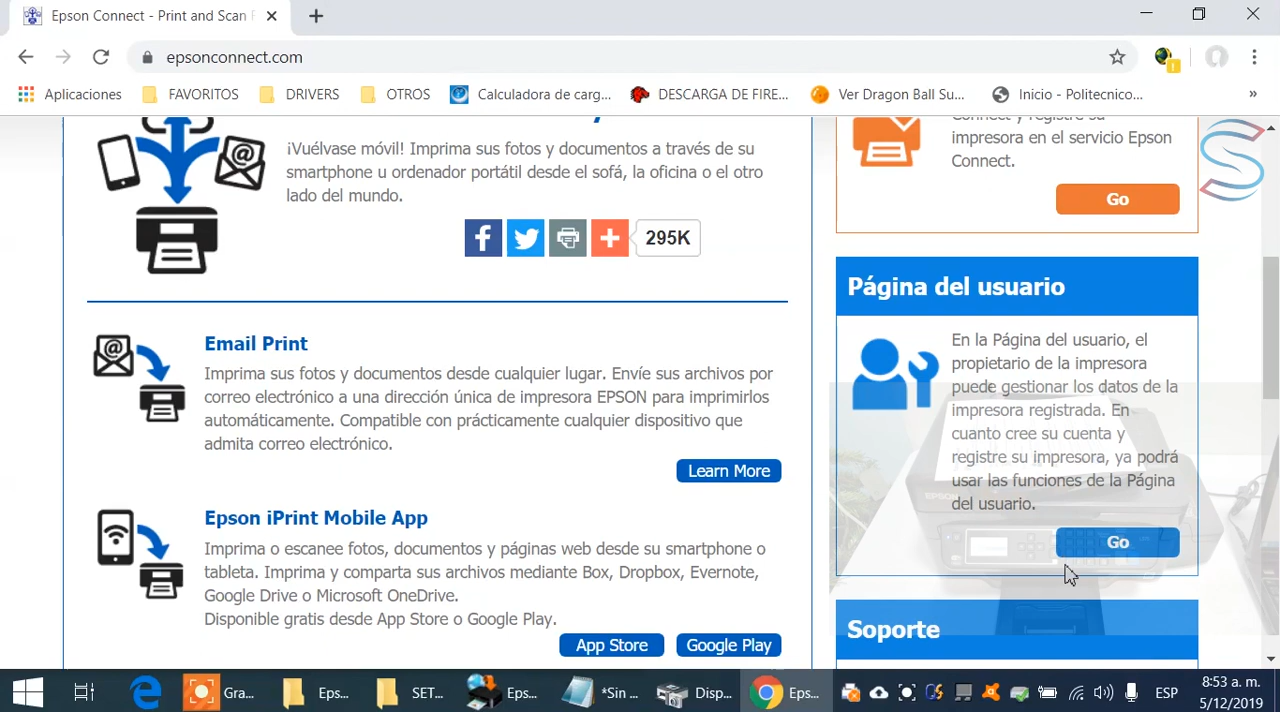 Epson Connect - Print and Scan F
epsonconnect.com
Aplicaciones
FAVORITOS
DRIVERS
OTROS
Calculadora de carg...
DESCARGA DE FIRE...
Ver Dragon Ball Su...
Inicio - Politecnico...
»
¡Vuélvase móvil! Imprima sus fotos y documentos a través de su
smartphone u ordenador portátil desde el sofá, la oficina o el otro
lado del mundo.
295K
Email Print
Imprima sus fotos y documentos desde cualquier lugar. Envíe sus archivos por
correo electrónico a una dirección única de impresora EPSON para imprimirlos
automáticamente. Compatible con prácticamente cualquier dispositivo que
admita correo electrónico.
Learn More
Epson iPrint Mobile App
Imprima o escanee fotos, documentos y páginas web desde su smartphone o
tableta. Imprima y comparta sus archivos mediante Box, Dropbox, Evernote,
Google Drive o Microsoft OneDrive.
Disponible gratis desde App Store o Google Play.
App Store
Google Play
Connect y registre su
impresora en el servicio Epson
Connect.
Go
Página del usuario
En la Página del usuario, el
propietario de la impresora
puede gestionar los datos de la
impresora registrada. En
cuanto cree su cuenta y
registre su impresora, ya podrá
usar las funciones de la Página
del usuario.
Go
EPSON
Soporte
Gra...
Eps...
SET...
Eps...
*Sin ...
Disp...
Eps...
ESP
8:53 a. m.
5/12/2019